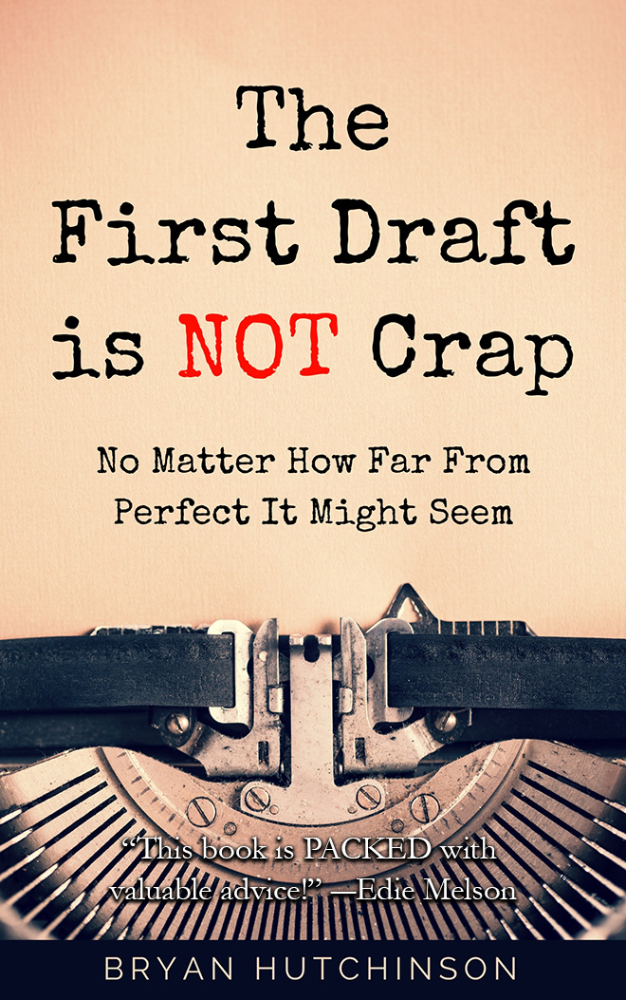 The
First Draft
is NOT Crap
No Matter How Far From
Perfect It Might Seem
“This book is PACKED with
valuable advice!” —Edie Melson
BRYAN HUTCHINSON